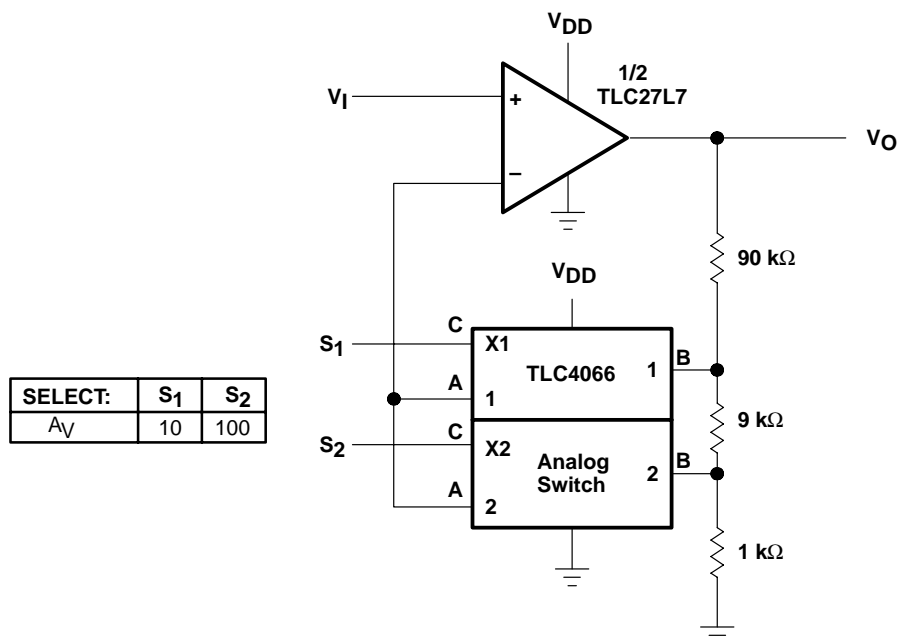 VDD
1/2
TLC27L7
VI
+
−
VO
90 kΩ
VDD
S1
C
X1
TLC4066
1
B
A
1
9 kΩ
S2
C
X2
Analog
Switch
2
B
A
2
1 kΩ
SELECT: S1 S2
AV 10 100